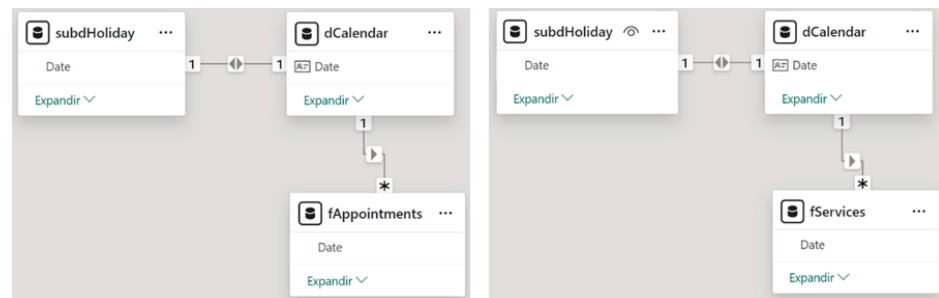 subdHoliday ...
Date
Expandir
1 1
dCalendar ...
Date
Expandir
1
*
fAppointments ...
Date
Expandir
subdHoliday ...
Date
Expandir
1 1
dCalendar ...
Date
Expandir
1
*
fServices ...
Date
Expandir